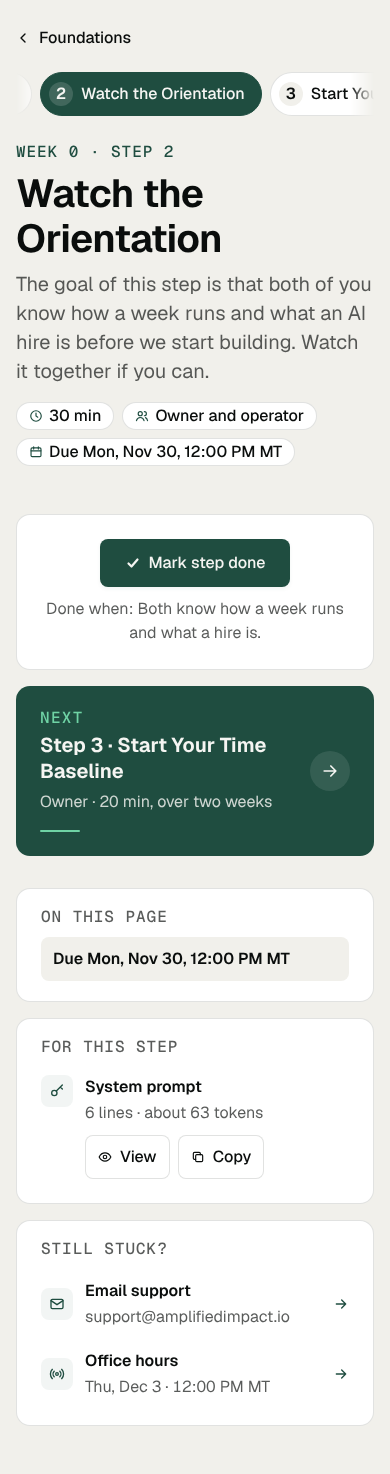 Foundations
2 Watch the Orientation
3 Start You
WEEK 0 · STEP 2
Watch the
Orientation
The goal of this step is that both of you
know how a week runs and what an AI
hire is before we start building. Watch
it together if you can.
30 min
Owner and operator
Due Mon, Nov 30, 12:00 PM MT
Mark step done
Done when: Both know how a week runs
and what a hire is.
NEXT
Step 3 · Start Your Time
Baseline
Owner · 20 min, over two weeks
ON THIS PAGE
Due Mon, Nov 30, 12:00 PM MT
FOR THIS STEP
System prompt
6 lines · about 63 tokens
View
Copy
STILL STUCK?
Email support
support@amplifiedimpact.io
Office hours
Thu, Dec 3 · 12:00 PM MT